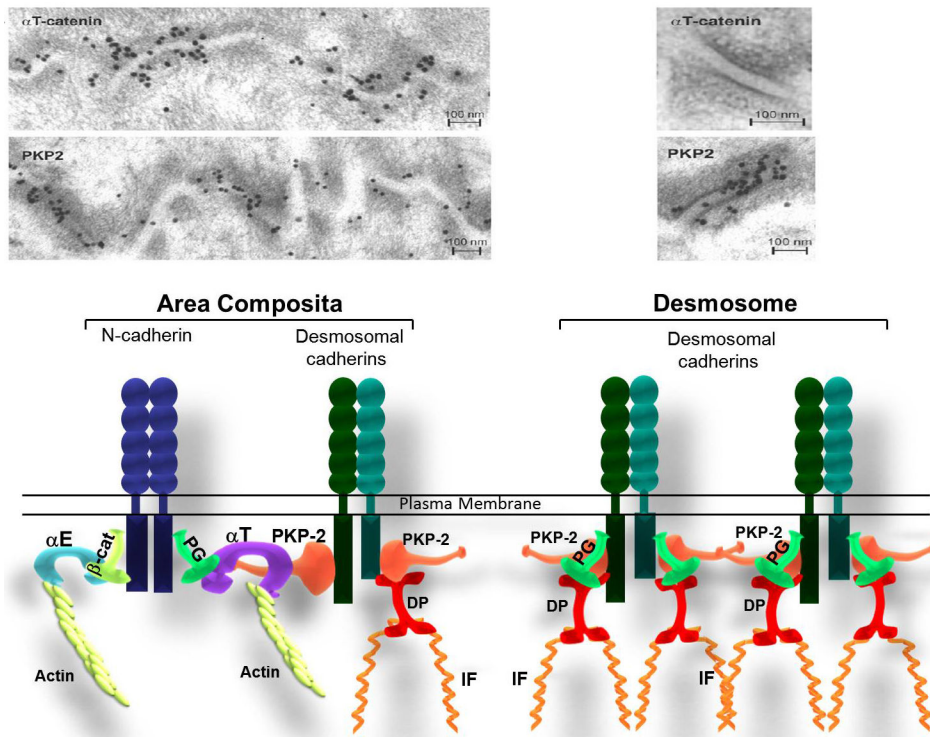 αT-catenin
100 nm
αT-catenin
100 nm
PKP2
100 nm
PKP2
100 nm
Area Composita
N-cadherin
Desmosomal
cadherins
Desmosome
Desmosomal
cadherins
Plasma Membrane
αE
β-cat
PG
αT
PKP-2
PKP-2
DP
Actin
Actin
IF
PKP-2
PG
DP
IF
PKP-2
PG
DP
IF